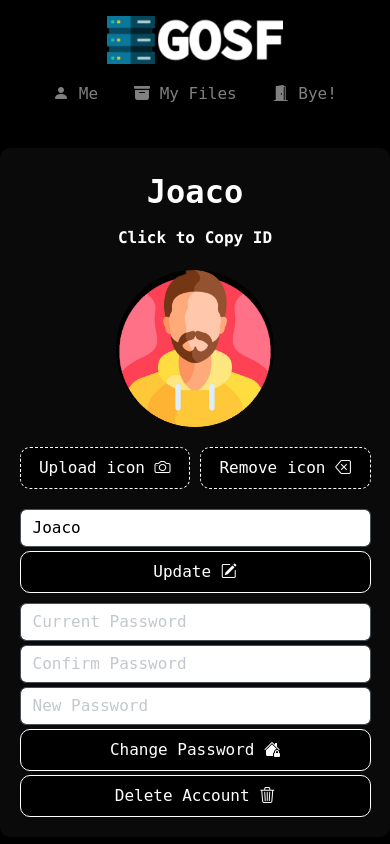 GOSF
Me My Files Bye!
Joaco
Click to Copy ID
Upload icon Remove icon
Joaco
Update
Current Password
Confirm Password
New Password
Change Password
Delete Account